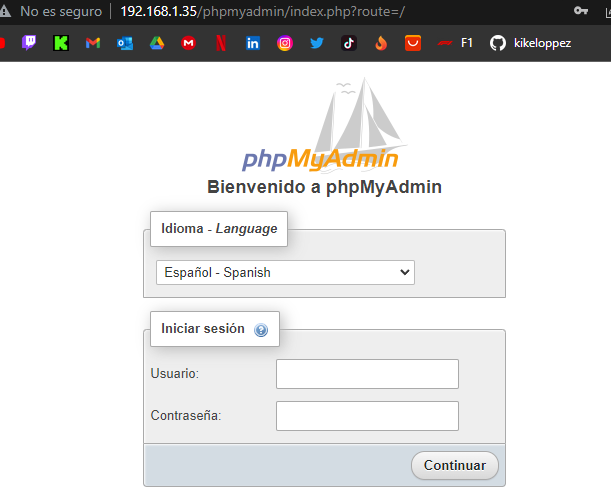 No es seguro 192.168.1.35/phpmyadmin/index.php?route=/
F1 kikeloppez
phpMyAdmin
Bienvenido a phpMyAdmin
Idioma - Language
Español - Spanish
Iniciar sesión
Usuario:
Contraseña:
Continuar